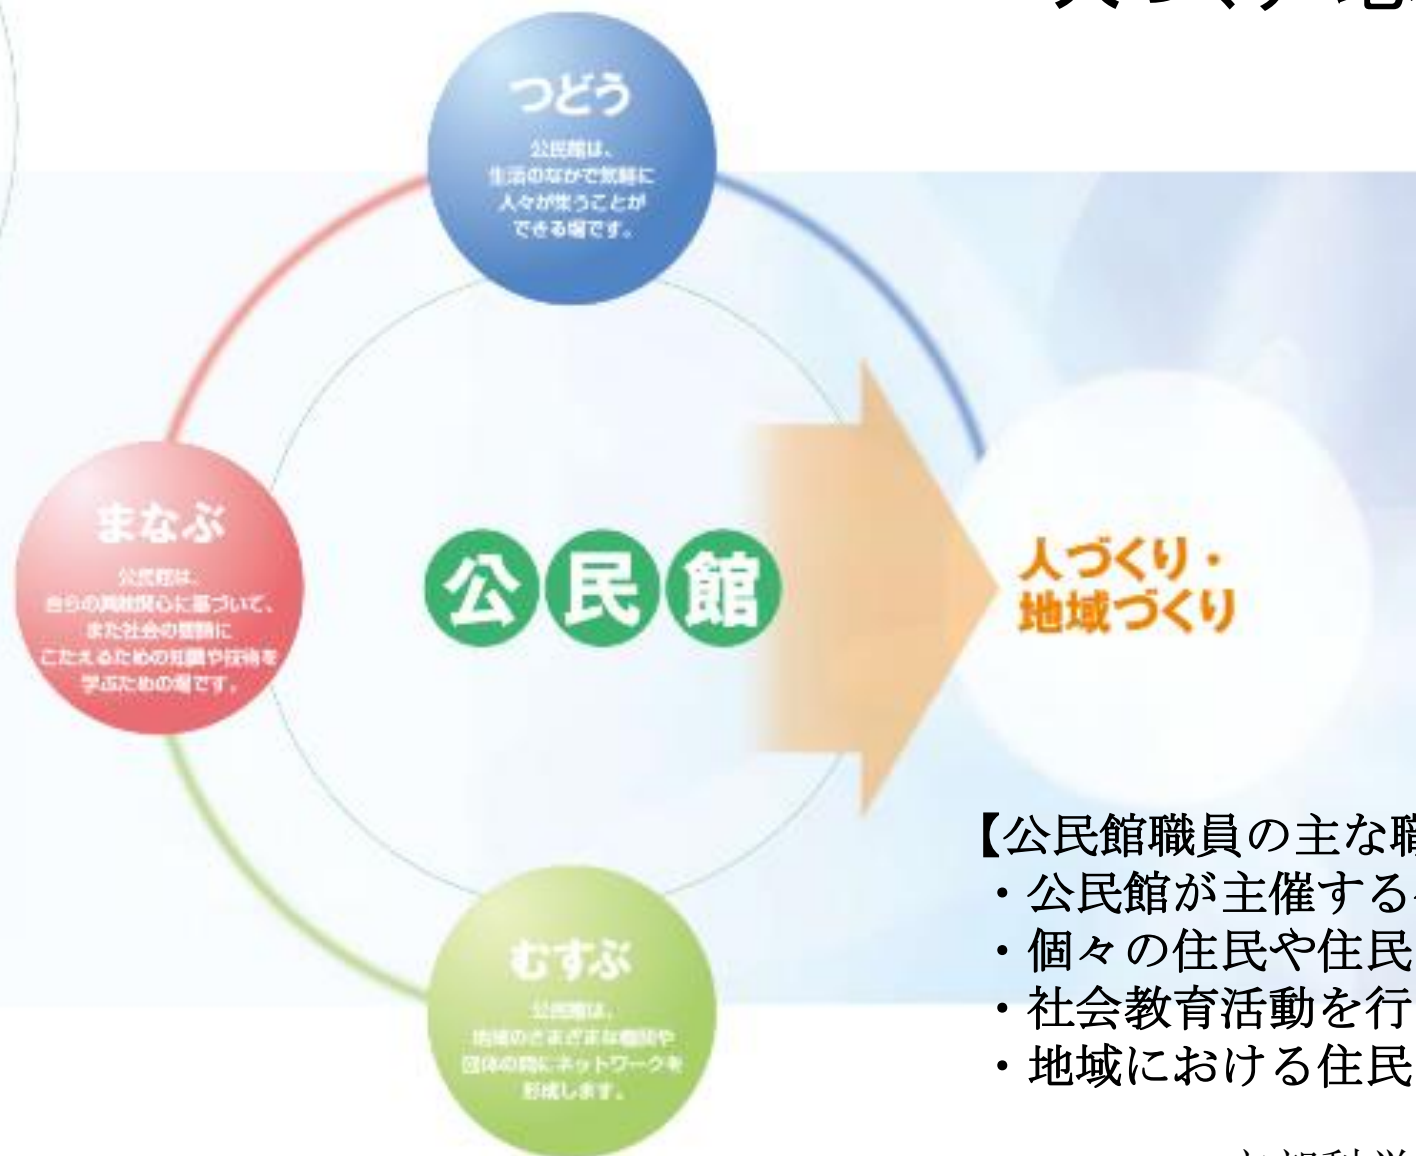 つどう
公民館は、
生活のなかで気軽に
人々が集うことが
できる場です。
まなぶ
公民館は、
自らの興味関心に基づいて、
また社会の要請に
こたえるための知識や技術を
学ぶための場です。
公民館
人づくり・
地域づくり
むすぶ
公民館は、
地域のさまざまな機関や
団体の間にネットワークを
形成します。
【公民館職員の主な職
・公民館が主催する
・個々の住民や住民
・社会教育活動を行
・地域における住民